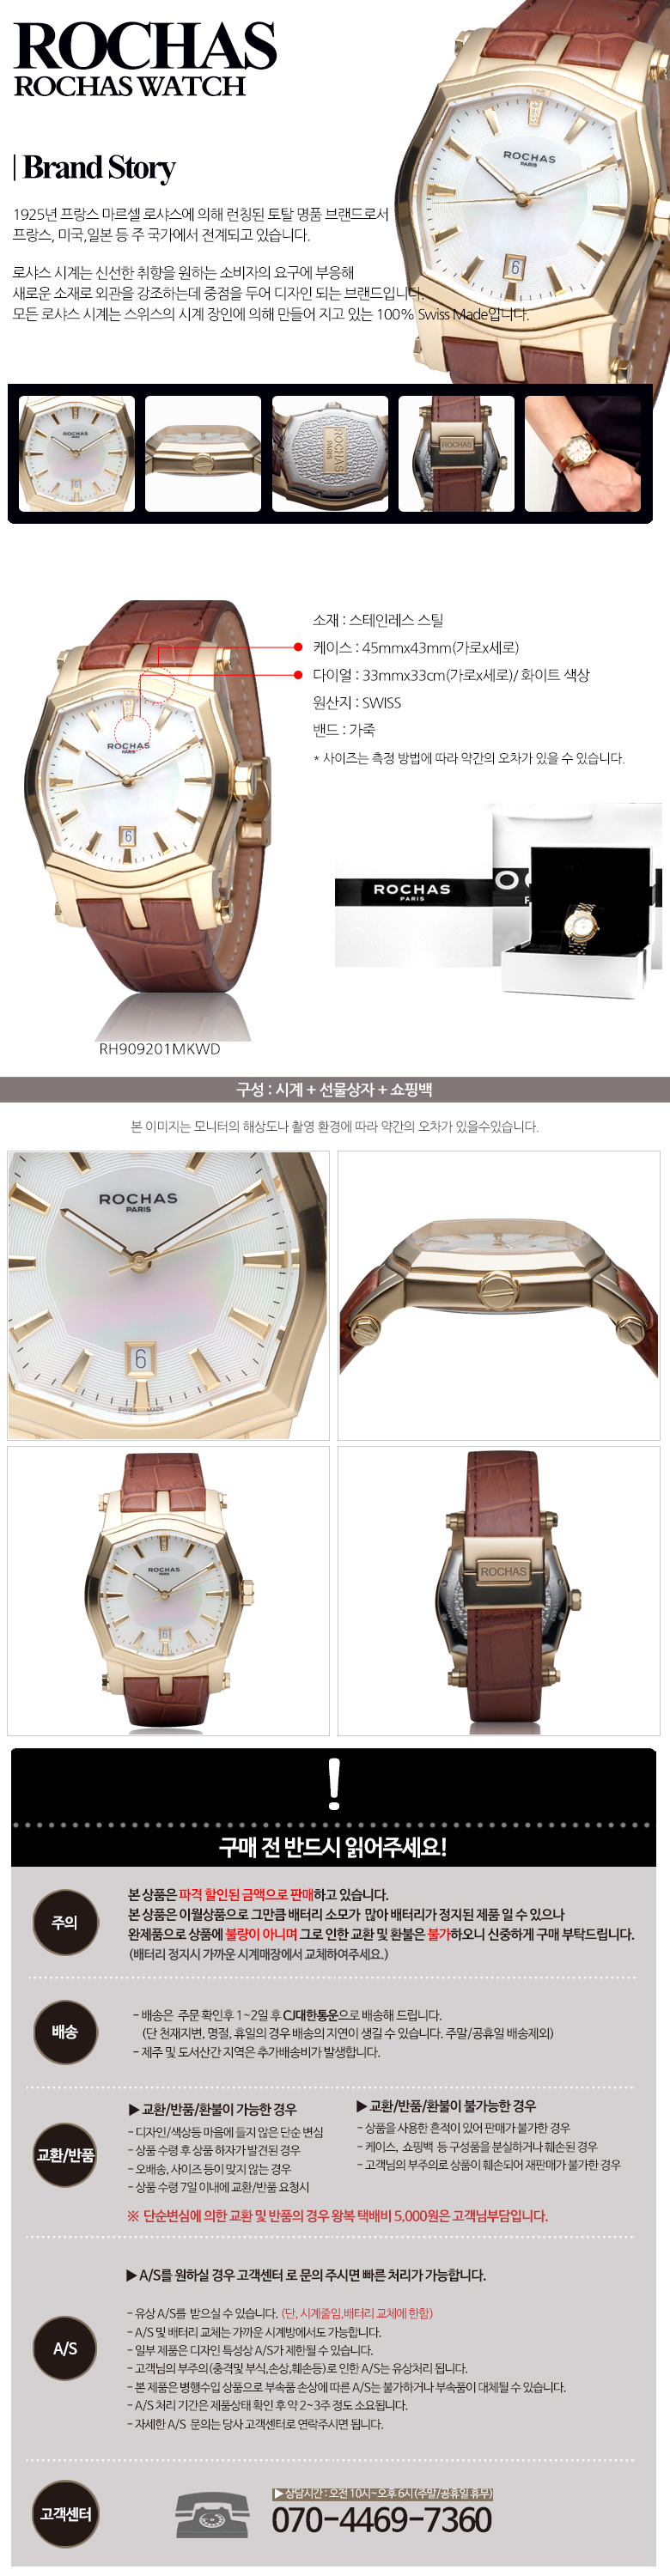 ROCHAS
ROCHAS WATCH
ROCHAS
PARIS
6
| Brand Story
1925년 프랑스 마르셀 로샤스에 의해 런칭된 토탈 명품 브랜드로서
프랑스, 미국,일본 등 주 국가에서 전계되고 있습니다.
로샤스 시계는 신선한 취향을 원하는 소비자의 요구에 부응해
새로운 소재로 외관을 강조하는데 중점을 두어 디자인 되는 브랜드입니다.
모든 로샤스 시계는 스위스의 시계 장인에 의해 만들어 지고 있는 100% Swiss Made입니다.
ROCHAS
6
ROCHAS
PARIS
ROCHAS
소재 : 스테인레스 스틸
케이스 : 45mmx43mm(가로x세로)
다이얼 : 33mmx33cm(가로x세로)/ 화이트 색상
원산지 : SWISS
밴드 : 가죽
* 사이즈는 측정 방법에 따라 약간의 오차가 있을 수 있습니다.
ROCHAS
PARIS
6
ROCHAS
PARIS
RH909201MKWD
구성 : 시계 + 선물상자 + 쇼핑백
본 이미지는 모니터의 해상도나 촬영 환경에 따라 약간의 오차가 있을수있습니다.
ROCHAS
PARIS
6
SWISS MADE
ROCHAS
PARIS
6
ROCHAS
!
구매 전 반드시 읽어주세요!
주의
본 상품은 파격 할인된 금액으로 판매하고 있습니다.
본 상품은 이월상품으로 그만큼 배터리 소모가 많아 배터리가 정지된 제품 일 수 있으나
완제품으로 상품에 불량이 아니며 그로 인한 교환 및 환불은 불가하오니 신중하게 구매 부탁드립니다.
(배터리 정지시 가까운 시계매장에서 교체하여주세요.)
배송
- 배송은 주문 확인후 1~2일 후 CJ대한통운으로 배송해 드립니다.
(단 천재지변, 명절, 휴일의 경우 배송의 지연이 생길 수 있습니다. 주말/공휴일 배송제외)
- 제주 및 도서산간 지역은 추가배송비가 발생합니다.
교환/반품
▶ 교환/반품/환불이 가능한 경우
- 디자인/색상등 마음에 들지 않은 단순 변심
- 상품 수령 후 상품 하자가 발견된 경우
- 오배송, 사이즈 등이 맞지 않는 경우
- 상품 수령 7일 이내에 교환/반품 요청시
▶ 교환/반품/환불이 불가능한 경우
- 상품을 사용한 흔적이 있어 판매가 불가한 경우
- 케이스, 쇼핑백 등 구성품을 분실하거나 훼손된 경우
- 고객님의 부주의로 상품이 훼손되어 재판매가 불가한 경우
※ 단순변심에 의한 교환 및 반품의 경우 왕복 택배비 5,000원은 고객님부담입니다.
A/S
▶ A/S를 원하실 경우 고객센터 로 문의 주시면 빠른 처리가 가능합니다.
- 유상 A/S를 받으실 수 있습니다. (단, 시계줄임,배터리 교체에 한함)
- A/S 및 배터리 교체는 가까운 시계방에서도 가능합니다.
- 일부 제품은 디자인 특성상 A/S가 제한될 수 있습니다.
- 고객님의 부주의(충격및 부식,손상,훼손등)로 인한 A/S는 유상처리 됩니다.
- 본 제품은 병행수입 상품으로 부속품 손상에 따른 A/S는 불가하거나 부속품이 대체될 수 있습니다.
- A/S 처리 기간은 제품상태 확인 후 약 2~3주 정도 소요됩니다.
- 자세한 A/S 문의는 당사 고객센터로 연락주시면 됩니다.
고객센터
▶ 상담시간 : 오전 10시~오후 6시 (주말/공휴일 휴무)
070-4469-7360